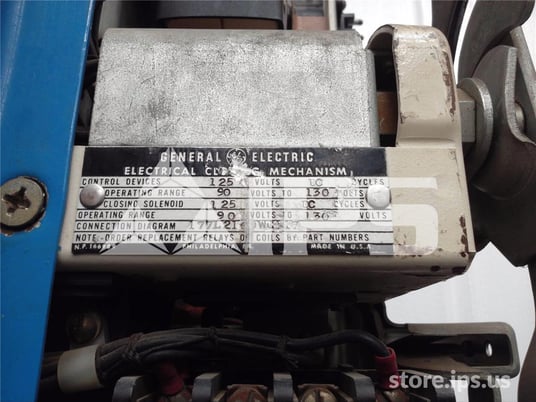 GENERAL GE ELECTRIC
ELECTRICAL CLOSING MECHANISM
CONTROL DEVICES 125 VOLTS DC CYCLES
OPERATING RANGE 90 VOLTS TO 130 VOLTS
CLOSING SOLENOID 125 VOLTS DC CYCLES
OPERATING RANGE 90 VOLTS TO 130 VOLTS
CONNECTION DIAGRAM
NOTE-ORDER REPLACEMENT RELAYS COILS BY PART NUMBERS
N.P. PHILADELPHIA, PA. MADE IN U.S.A.
store.ips.us